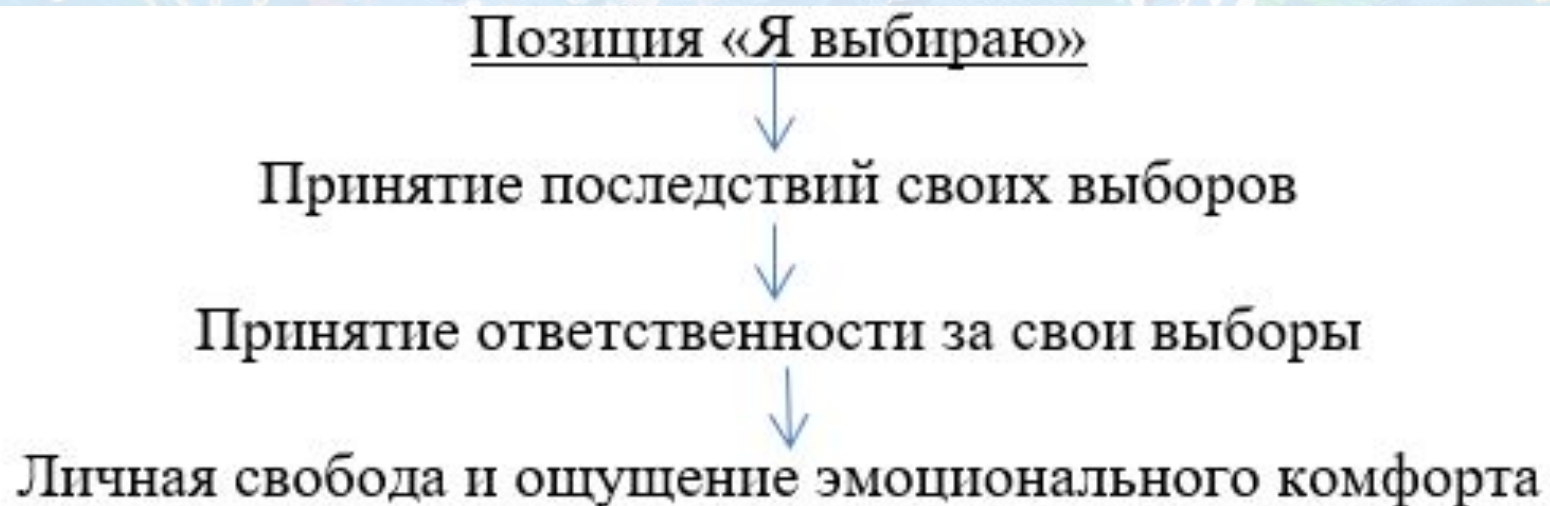 Позиция «Я выбираю»
Принятие последствий своих выборов
Принятие ответственности за свои выборы
Личная свобода и ощущение эмоционального комфорта